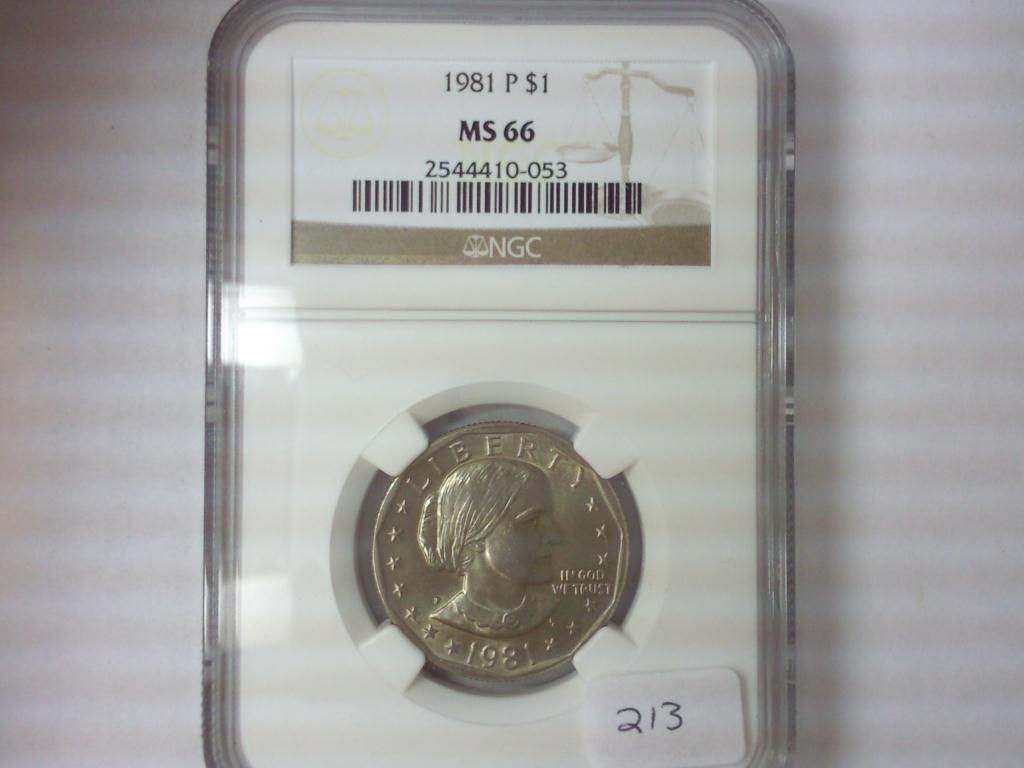 1981 P $1
MS 66
2544410-053
NGC
LIBERTY
IN GOD
WE TRUST
P
1981
213